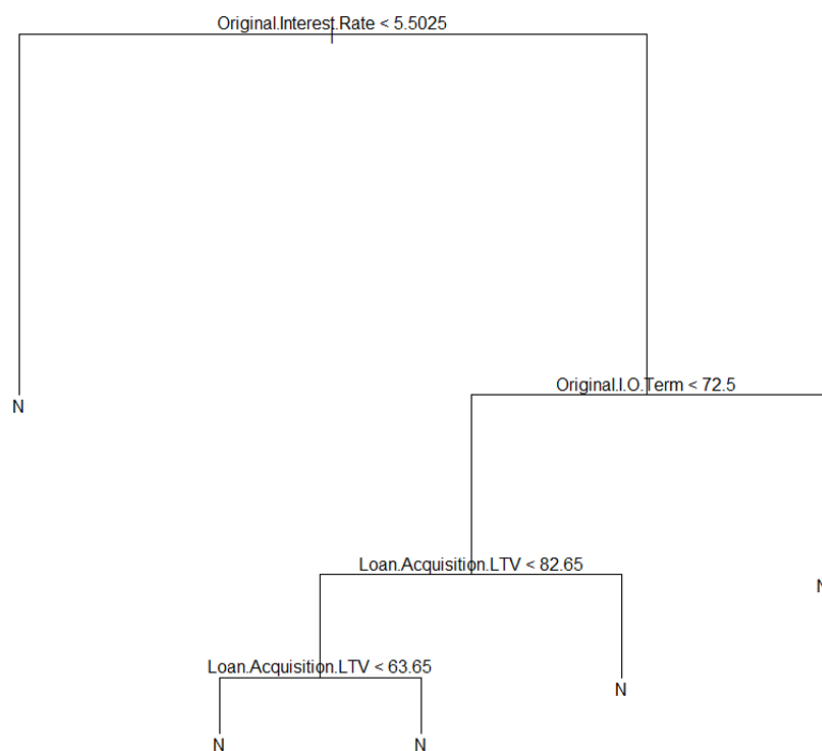 Original.Interest.Rate < 5.5025
Original.I.O.Term < 72.5
N
Loan.Acquisition.LTV < 82.65
N
Loan.Acquisition.LTV < 63.65
N
N
N